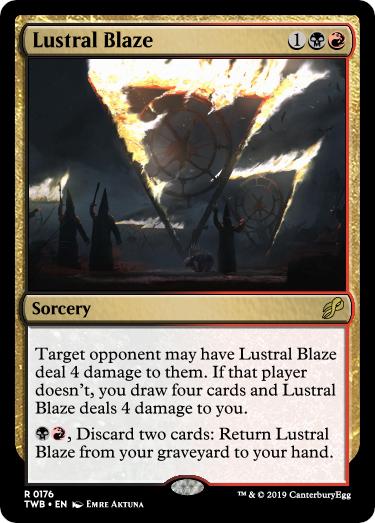 Lustral Blaze 1
Sorcery
Target opponent may have Lustral Blaze
deal 4 damage to them. If that player
doesn't, you draw four cards and Lustral
Blaze deals 4 damage to you.
, Discard two cards: Return Lustral
Blaze from your graveyard to your hand.
R 0176
TWB • EN Emre Aktuna
™ & © 2019 CanterburyEgg